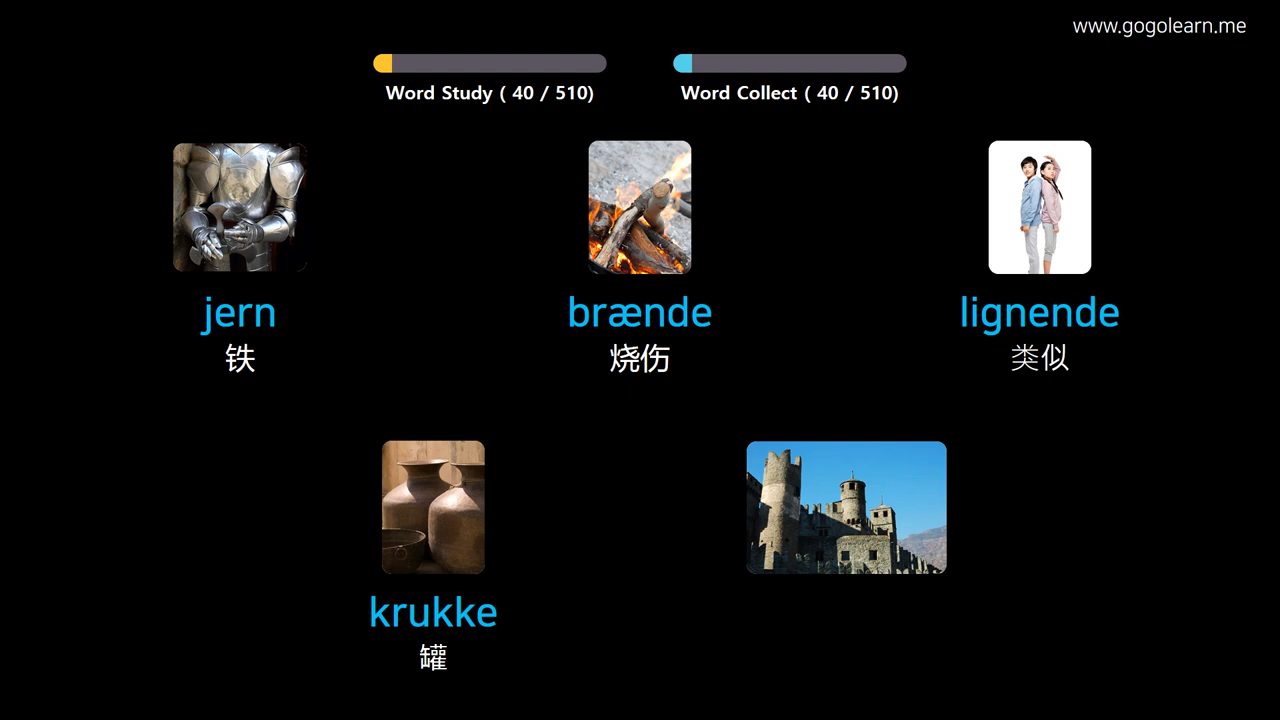 www.gogolearn.me
Word Study ( 40 / 510)
Word Collect ( 40 / 510)
jern
铁
brænde
烧伤
lignende
类似
krukke
罐